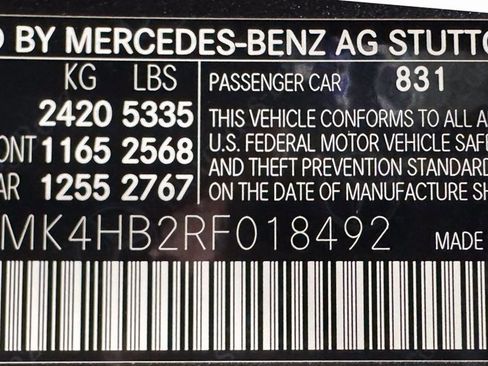 D BY MERCEDES-BENZ AG STUTTG
KG LBS
2420 5335
ONT 1165 2568
AR 1255 2767
PASSENGER CAR 831
THIS VEHICLE CONFORMS TO ALL A
U.S. FEDERAL MOTOR VEHICLE SAFE
AND THEFT PREVENTION STANDARD
ON THE DATE OF MANUFACTURE SH
MK4HB2RF018492 MADE